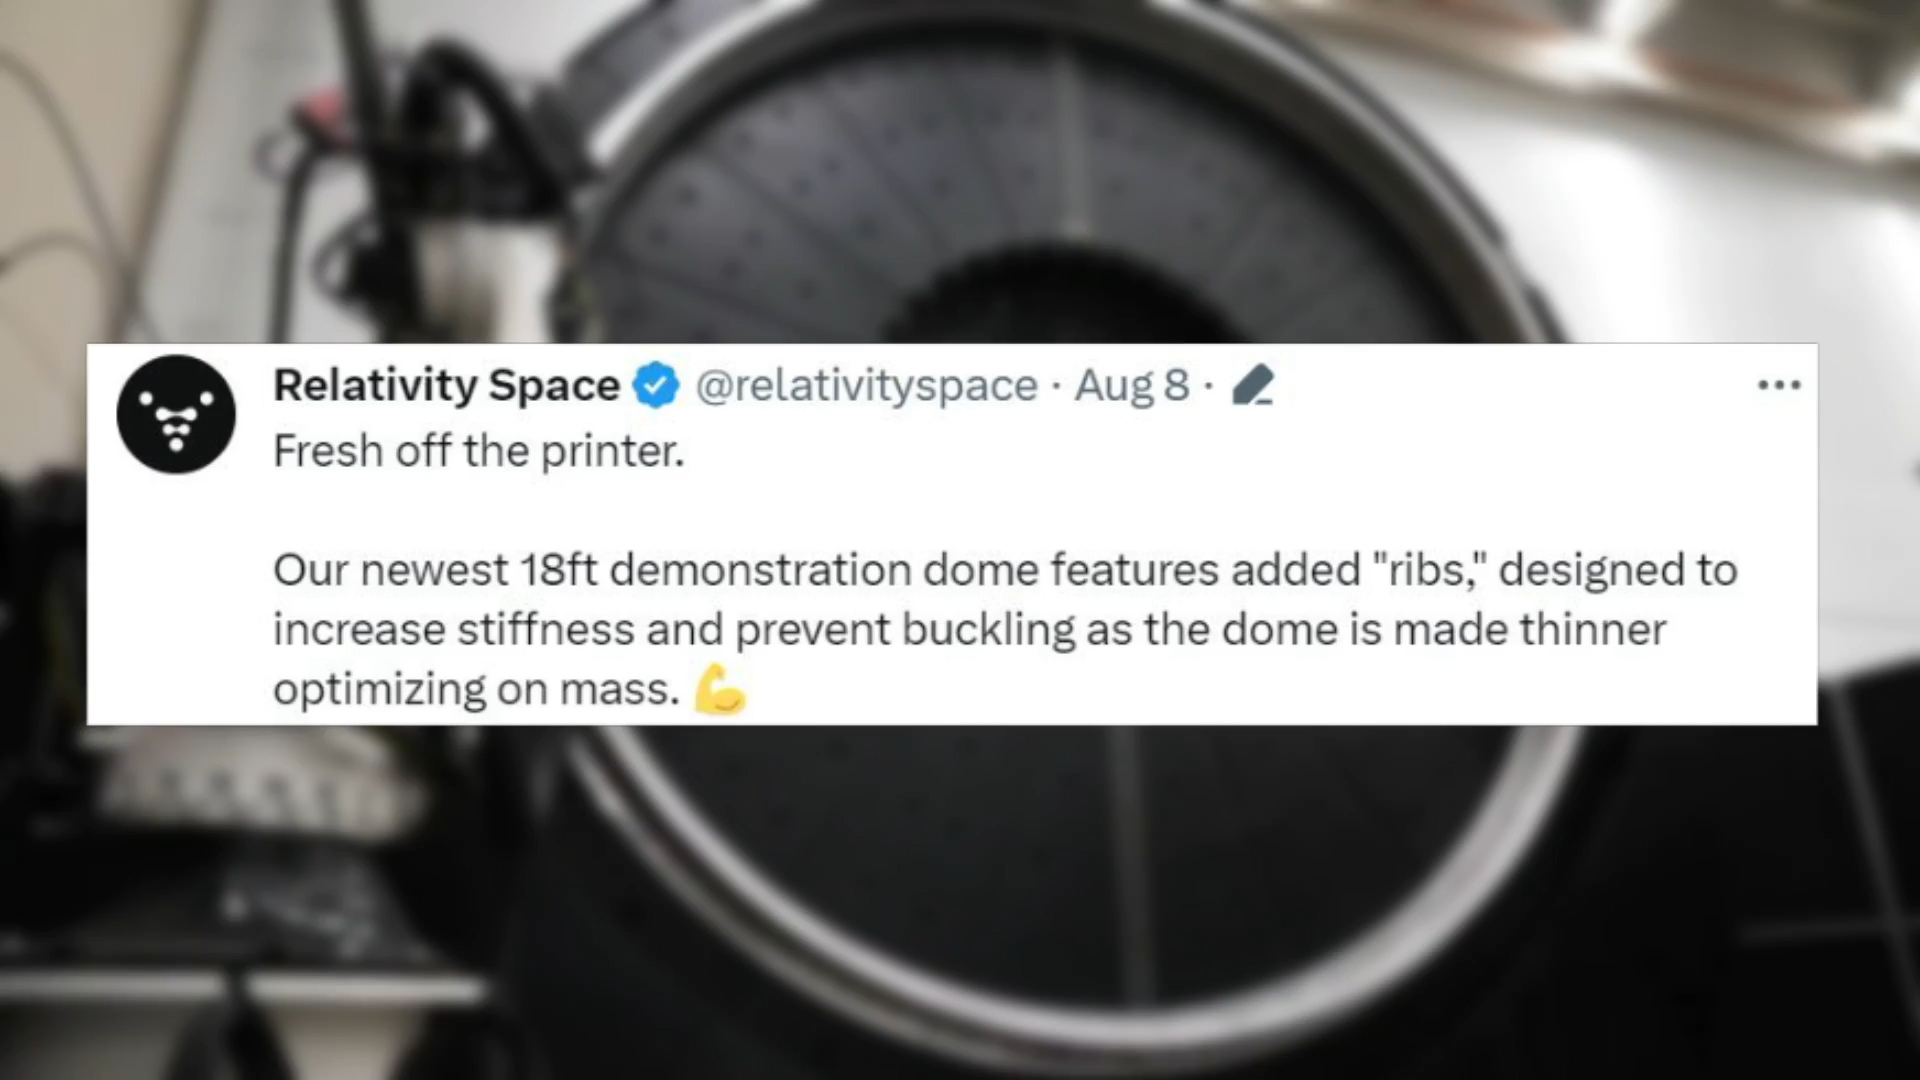 Relativity Space @relativityspace · Aug 8 ·
Fresh off the printer.
Our newest 18ft demonstration dome features added "ribs," designed to
increase stiffness and prevent buckling as the dome is made thinner
optimizing on mass. 💪